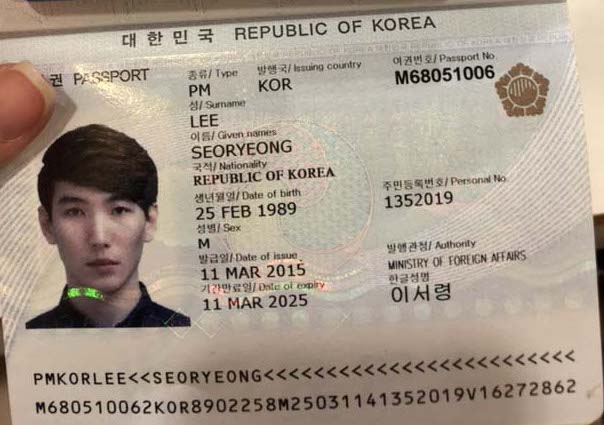 대한민국 REPUBLIC OF KOREA
권 PASSPORT
종류/ Type 발행국/ Issuing country 여권번호/ Passport No
PM KOR M68051006
성/ Surname
LEE
이름/ Given names
SEORYEONG
국적/ Nationality
REPUBLIC OF KOREA
생년월일/ Date of birth 주민등록번호/ Personal No
25 FEB 1989 1352019
성별/ Sex
M
발급일/ Date of issue 발행관청/ Authority
11 MAR 2015 MINISTRY OF FOREIGN AFFAIRS
기간만료일/ Date of expiry 한글성명
11 MAR 2025 이서령
PMKORLEE<<SEORYEONG<<<<<<<<<<<<<<<<<<<<<<<<<
M680510062KOR8902258M25031141352019V16272862